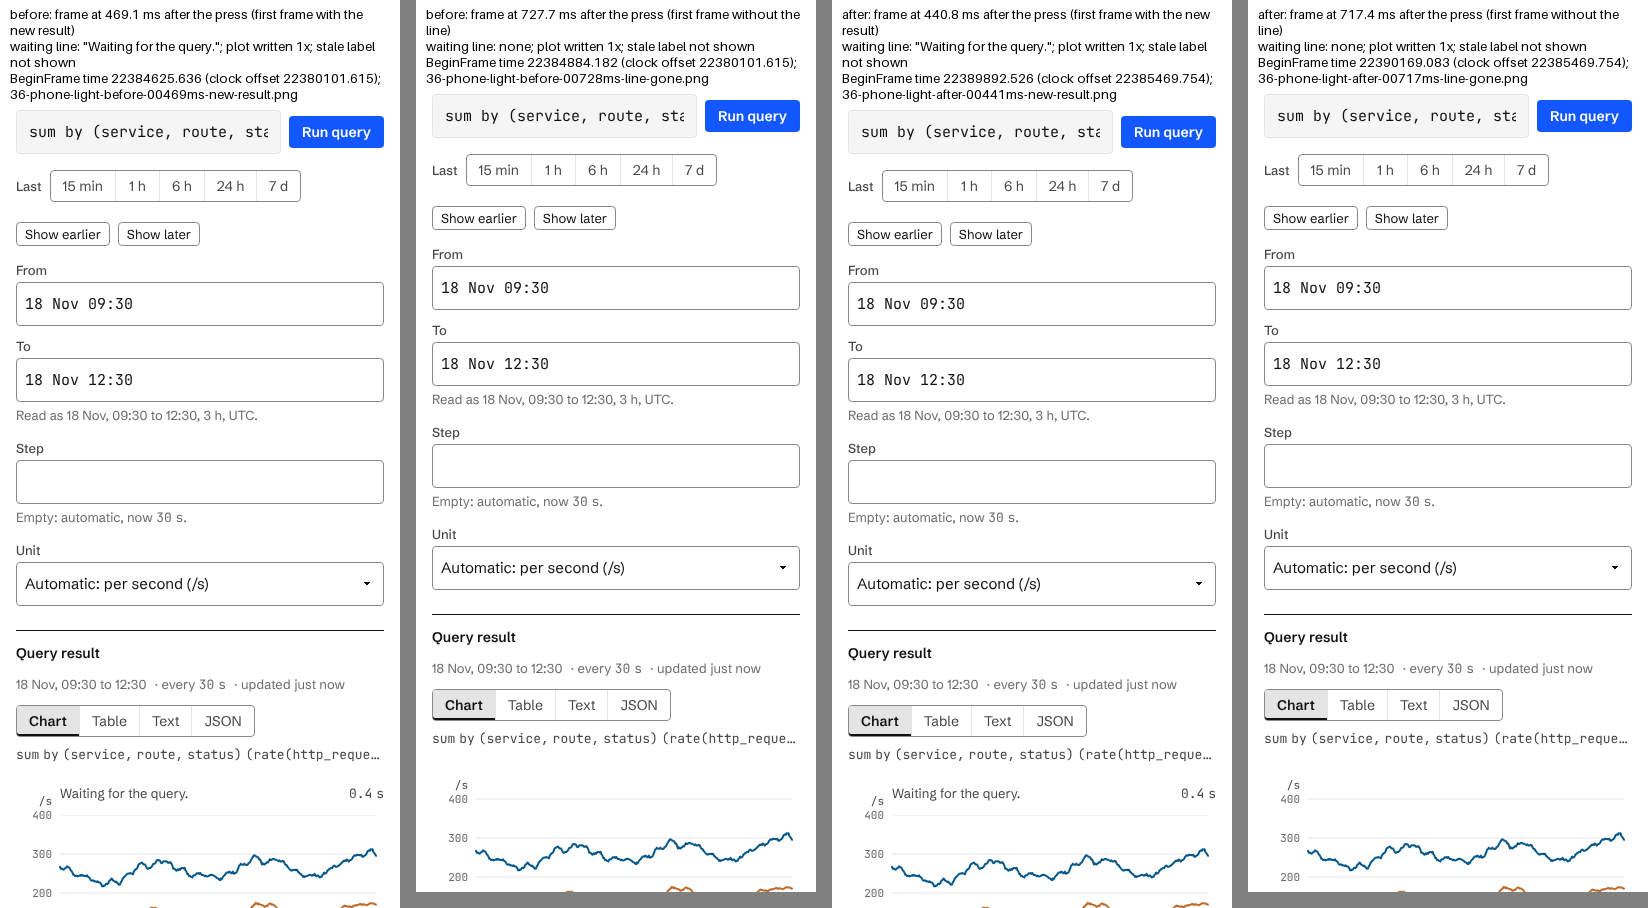 before: frame at 469.1 ms after the press (first frame with the
new result)
waiting line: "Waiting for the query."; plot written 1x; stale label
not shown
BeginFrame time 22384625.636 (clock offset 22380101.615);
36-phone-light-before-00469ms-new-result.png
sum by (service, route, sta
Run query
Last
15 min
1 h
6 h
24 h
7 d
Show earlier
Show later
From
18 Nov 09:30
To
18 Nov 12:30
Read as 18 Nov, 09:30 to 12:30, 3 h, UTC.
Step
Empty: automatic, now 30 s.
Unit
Automatic: per second (/s)
Query result
18 Nov, 09:30 to 12:30 · every 30 s · updated just now
Chart
Table
Text
JSON
sum by (service, route, status) (rate(http_reque…
/s
Waiting for the query.
0.4 s
400
300
200
before: frame at 727.7 ms after the press (first frame without the
line)
waiting line: none; plot written 1x; stale label not shown
BeginFrame time 22384884.182 (clock offset 22380101.615);
36-phone-light-before-00728ms-line-gone.png
sum by (service, route, sta
Run query
Last
15 min
1 h
6 h
24 h
7 d
Show earlier
Show later
From
18 Nov 09:30
To
18 Nov 12:30
Read as 18 Nov, 09:30 to 12:30, 3 h, UTC.
Step
Empty: automatic, now 30 s.
Unit
Automatic: per second (/s)
Query result
18 Nov, 09:30 to 12:30 · every 30 s · updated just now
Chart
Table
Text
JSON
sum by (service, route, status) (rate(http_reque…
/s
400
300
200
after: frame at 440.8 ms after the press (first frame with the new
result)
waiting line: "Waiting for the query."; plot written 1x; stale label
not shown
BeginFrame time 22389892.526 (clock offset 22385469.754);
36-phone-light-after-00441ms-new-result.png
sum by (service, route, sta
Run query
Last
15 min
1 h
6 h
24 h
7 d
Show earlier
Show later
From
18 Nov 09:30
To
18 Nov 12:30
Read as 18 Nov, 09:30 to 12:30, 3 h, UTC.
Step
Empty: automatic, now 30 s.
Unit
Automatic: per second (/s)
Query result
18 Nov, 09:30 to 12:30 · every 30 s · updated just now
Chart
Table
Text
JSON
sum by (service, route, status) (rate(http_reque…
/s
Waiting for the query.
0.4 s
400
300
200
after: frame at 717.4 ms after the press (first frame without the
line)
waiting line: none; plot written 1x; stale label not shown
BeginFrame time 22390169.083 (clock offset 22385469.754);
36-phone-light-after-00717ms-line-gone.png
sum by (service, route, sta
Run query
Last
15 min
1 h
6 h
24 h
7 d
Show earlier
Show later
From
18 Nov 09:30
To
18 Nov 12:30
Read as 18 Nov, 09:30 to 12:30, 3 h, UTC.
Step
Empty: automatic, now 30 s.
Unit
Automatic: per second (/s)
Query result
18 Nov, 09:30 to 12:30 · every 30 s · updated just now
Chart
Table
Text
JSON
sum by (service, route, status) (rate(http_reque…
/s
400
300
200